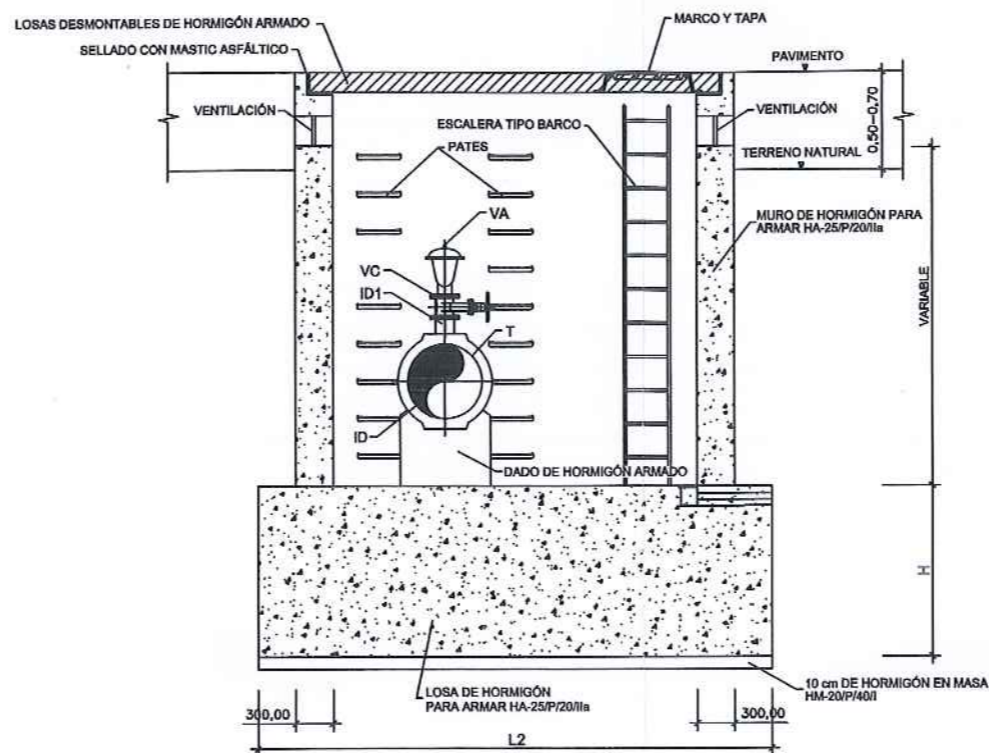 LOSAS DESMONTABLES DE HORMIGÓN ARMADO
MARCO Y TAPA
SELLADO CON MASTIC ASFÁLTICO
PAVIMENTO
VENTILACIÓN
ESCALERA TIPO BARCO
VENTILACIÓN
0,50-0,70
PATES
TERRENO NATURAL
VA
MURO DE HORMIGÓN PARA
ARMAR HA-25/P/20/IIa
VC
ID1
VARIABLE
T
ID
DADO DE HORMIGÓN ARMADO
H
10 cm DE HORMIGÓN EN MASA
HM-20/P/40/I
LOSA DE HORMIGÓN
PARA ARMAR HA-25/P/20/IIa
300,00
300,00
L2